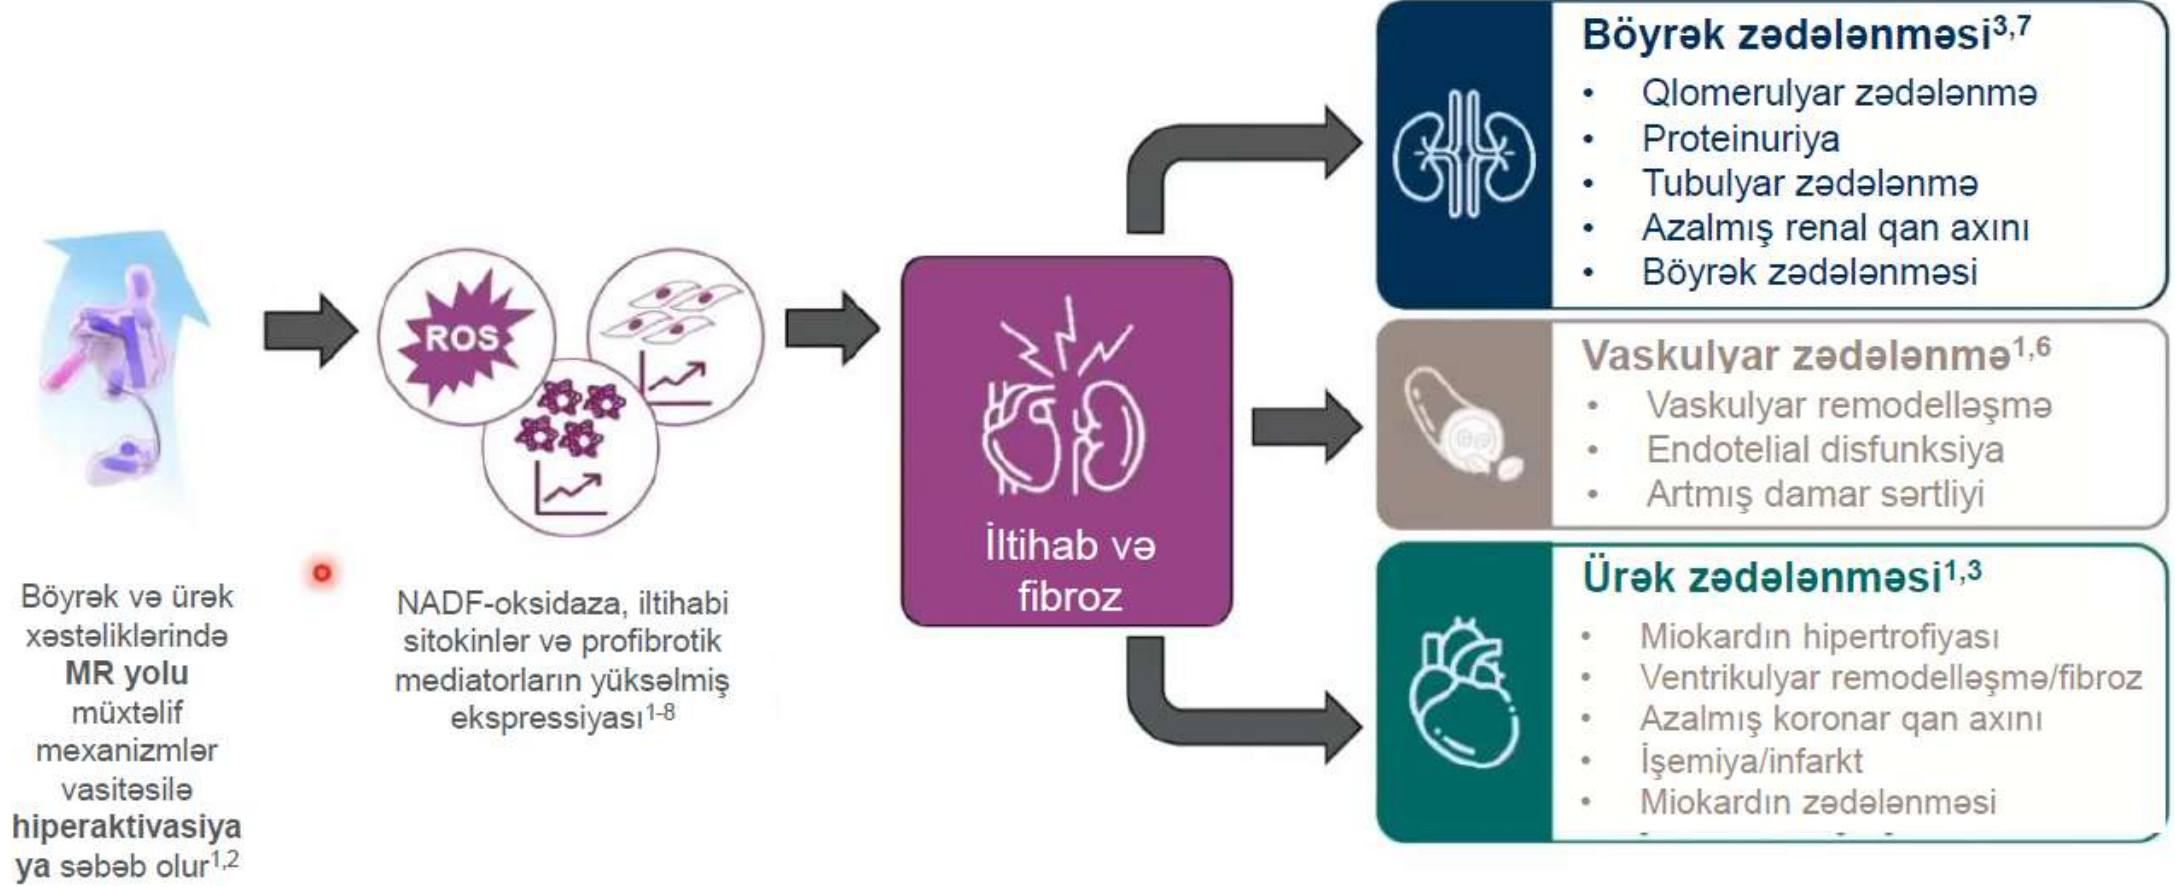 Böyrək və ürək
xəstəliklərində
MR yolu
müxtəlif
mexanizmlər
vasitəsilə
hiperaktivasiya
ya səbəb olur1,2
ROS
NADF-oksidaza, iltihabi
sitokinlər və profibrotik
mediatorların yüksəlmiş
ekspressiyası1-8
İltihab və
fibroz
Böyrək zədələnməsi3,7
• Qlomerulyar zədələnmə
• Proteinuriya
• Tubulyar zədələnmə
• Azalmış renal qan axını
• Böyrək zədələnməsi
Vaskulyar zədələnmə1,6
• Vaskulyar remodelləşmə
• Endotelial disfunksiya
• Artmış damar sərtliyi
Ürək zədələnməsi1,3
• Miokardın hipertrofiyası
• Ventrikulyar remodelləşmə/fibroz
• Azalmış koronar qan axını
• İşemiya/infarkt
• Miokardın zədələnməsi